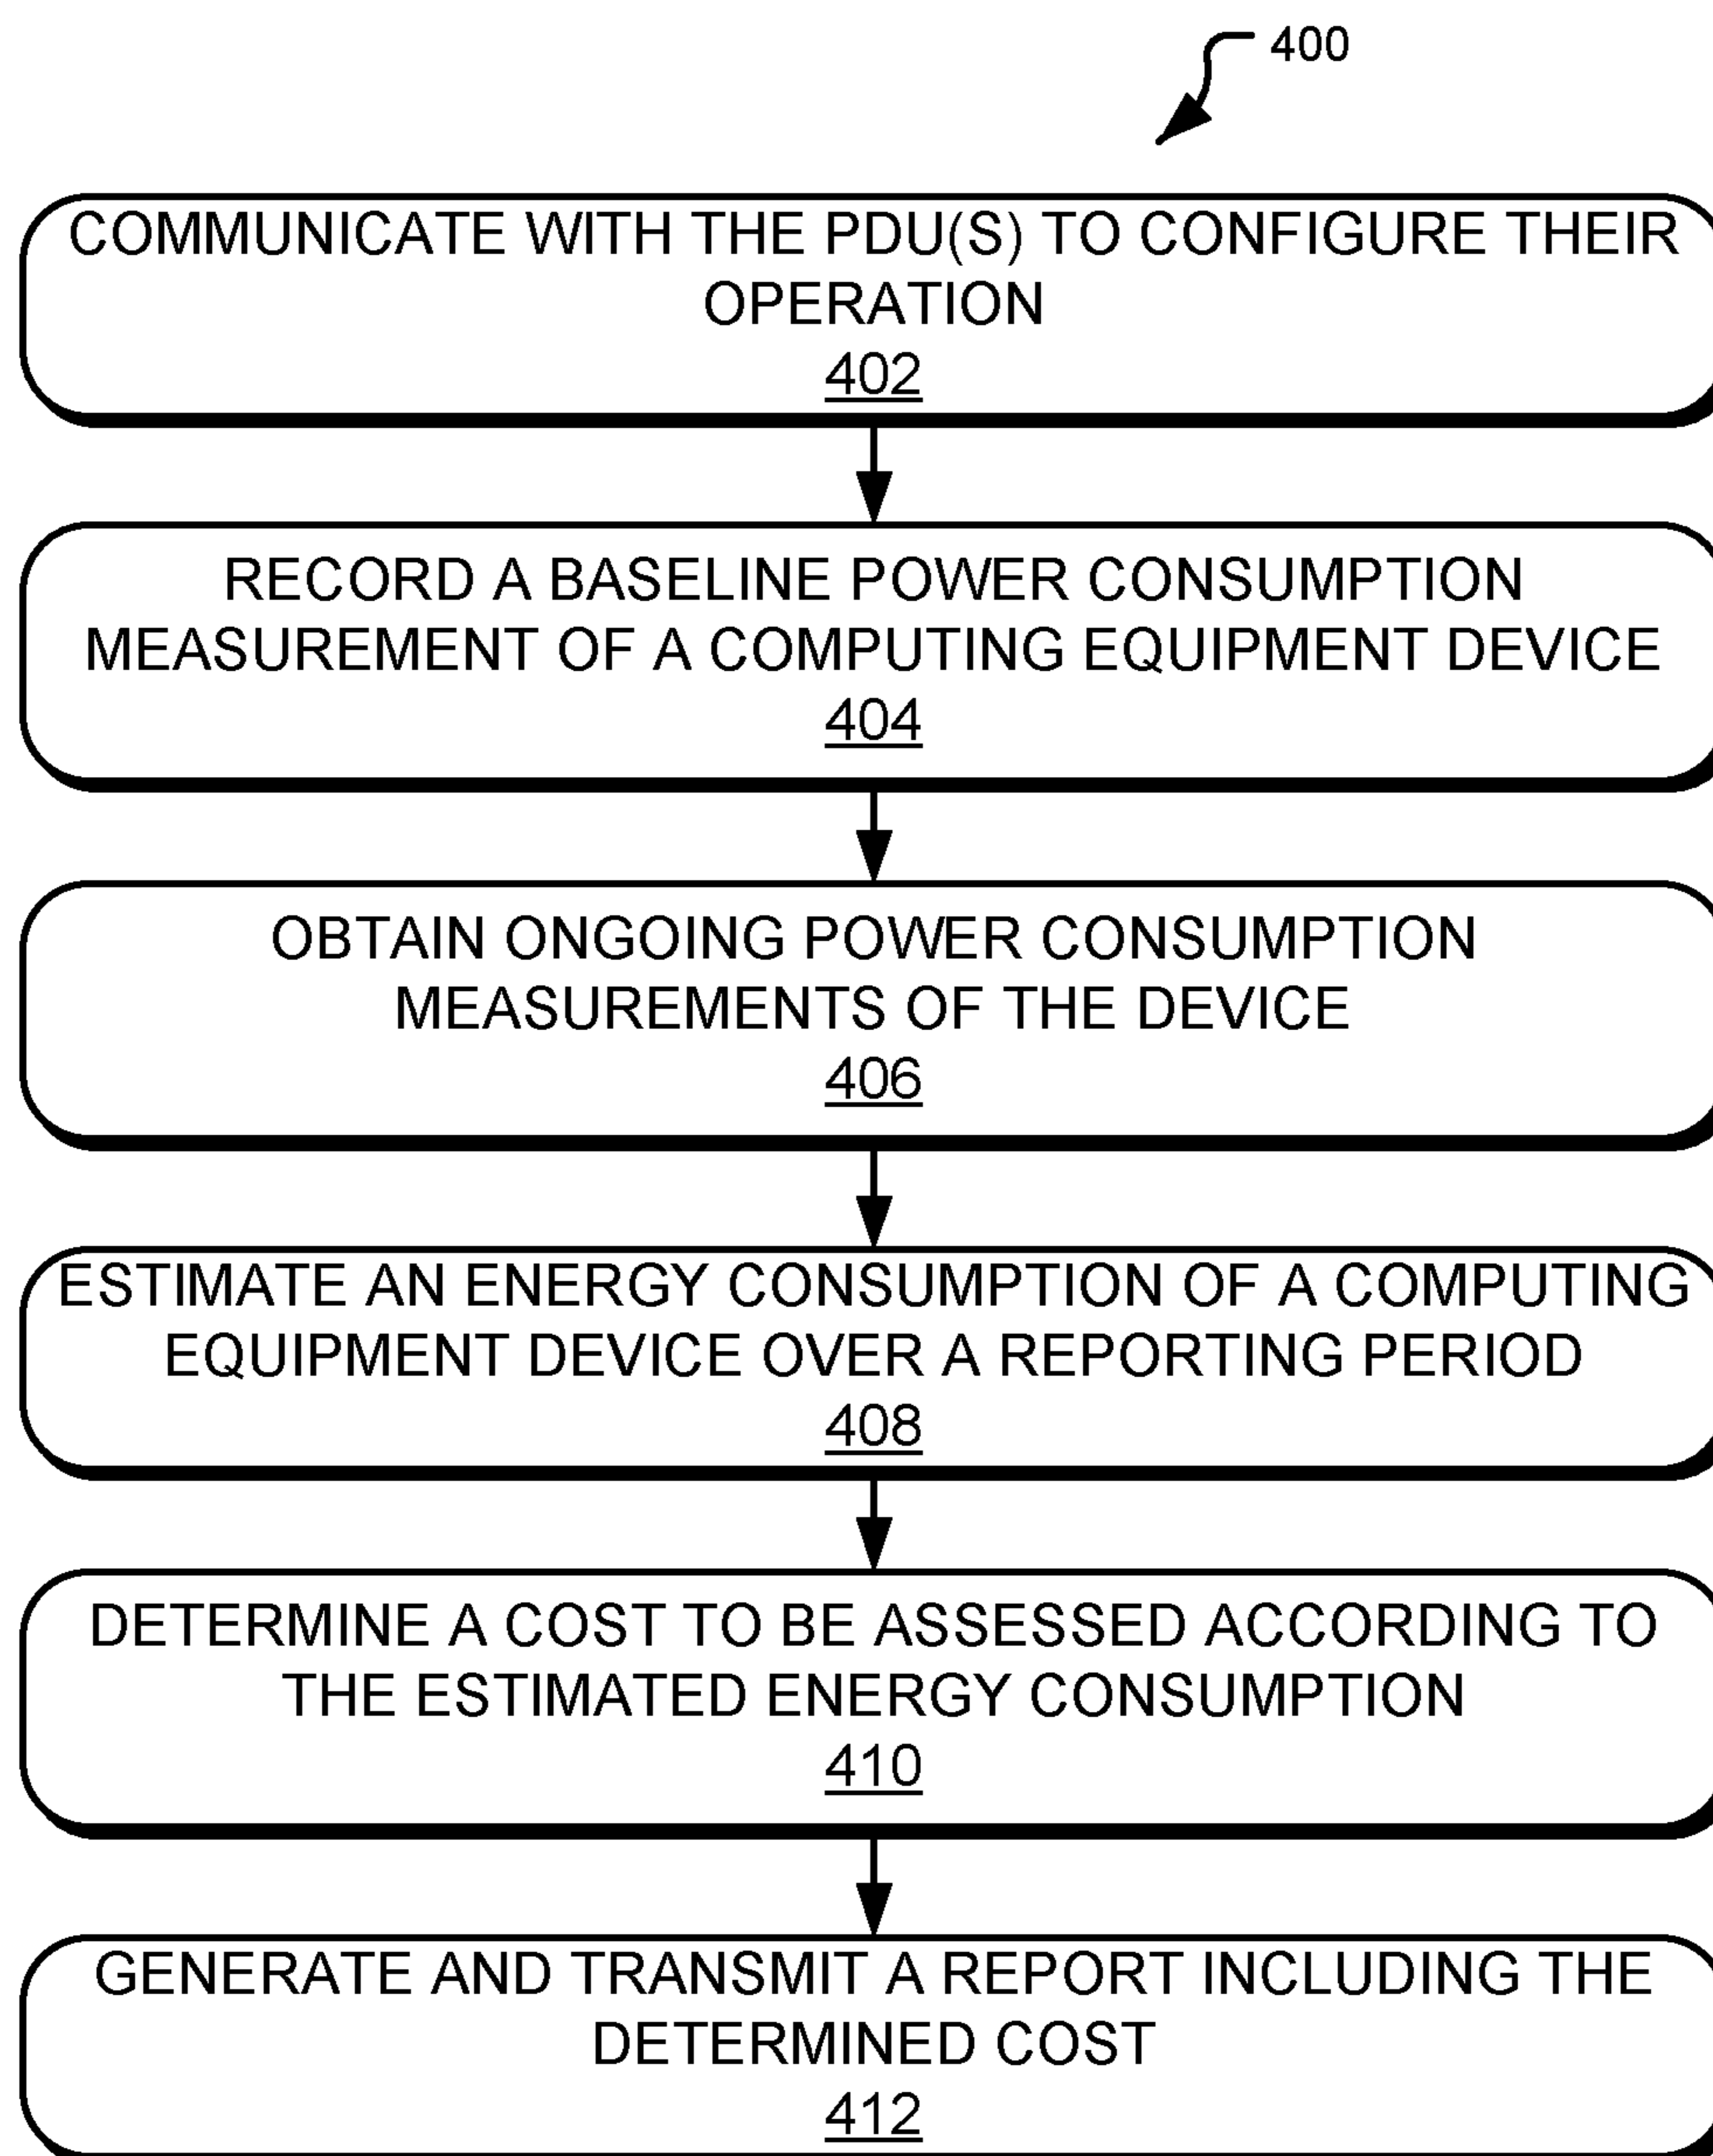 400
COMMUNICATE WITH THE PDU(S) TO CONFIGURE THEIR
OPERATION
402
RECORD A BASELINE POWER CONSUMPTION
MEASUREMENT OF A COMPUTING EQUIPMENT DEVICE
404
OBTAIN ONGOING POWER CONSUMPTION
MEASUREMENTS OF THE DEVICE
406
ESTIMATE AN ENERGY CONSUMPTION OF A COMPUTING
EQUIPMENT DEVICE OVER A REPORTING PERIOD
408
DETERMINE A COST TO BE ASSESSED ACCORDING TO
THE ESTIMATED ENERGY CONSUMPTION
410
GENERATE AND TRANSMIT A REPORT INCLUDING THE
DETERMINED COST
412